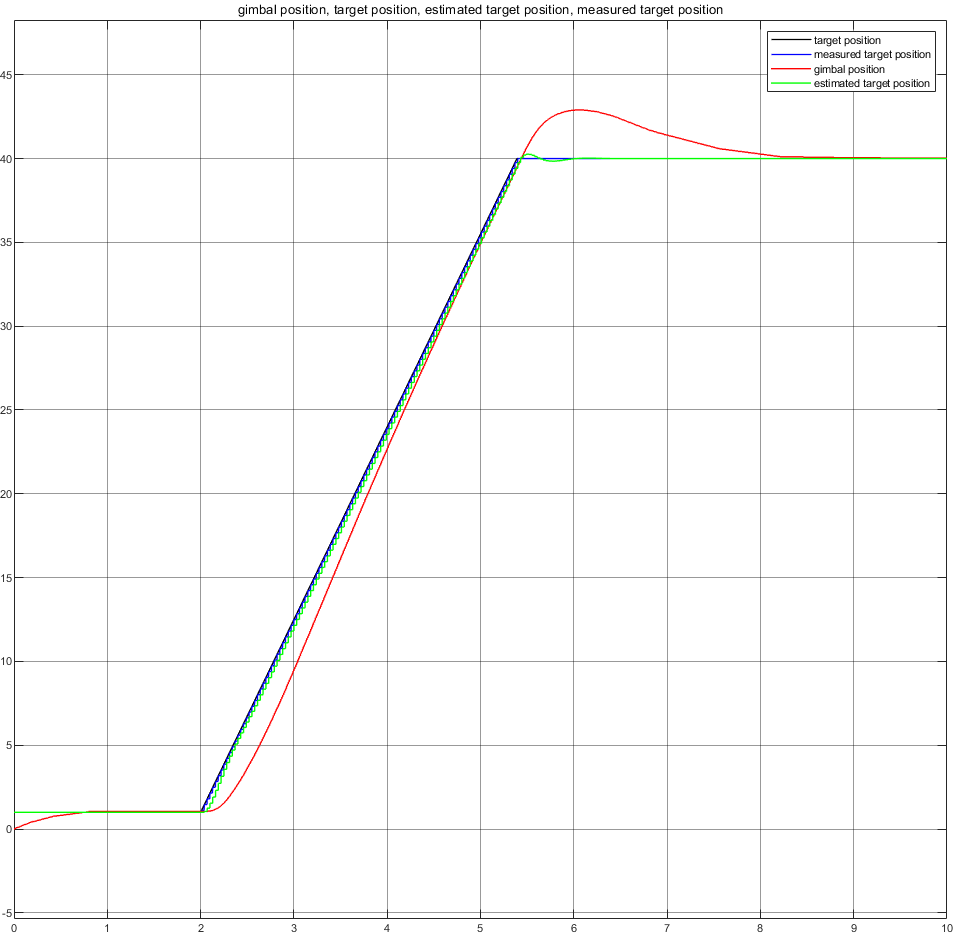 gimbal position, target position, estimated target position, measured target position
target position
measured target position
gimbal position
estimated target position
45
40
35
30
25
20
15
10
5
0
-5
0 1 2 3 4 5 6 7 8 9 10